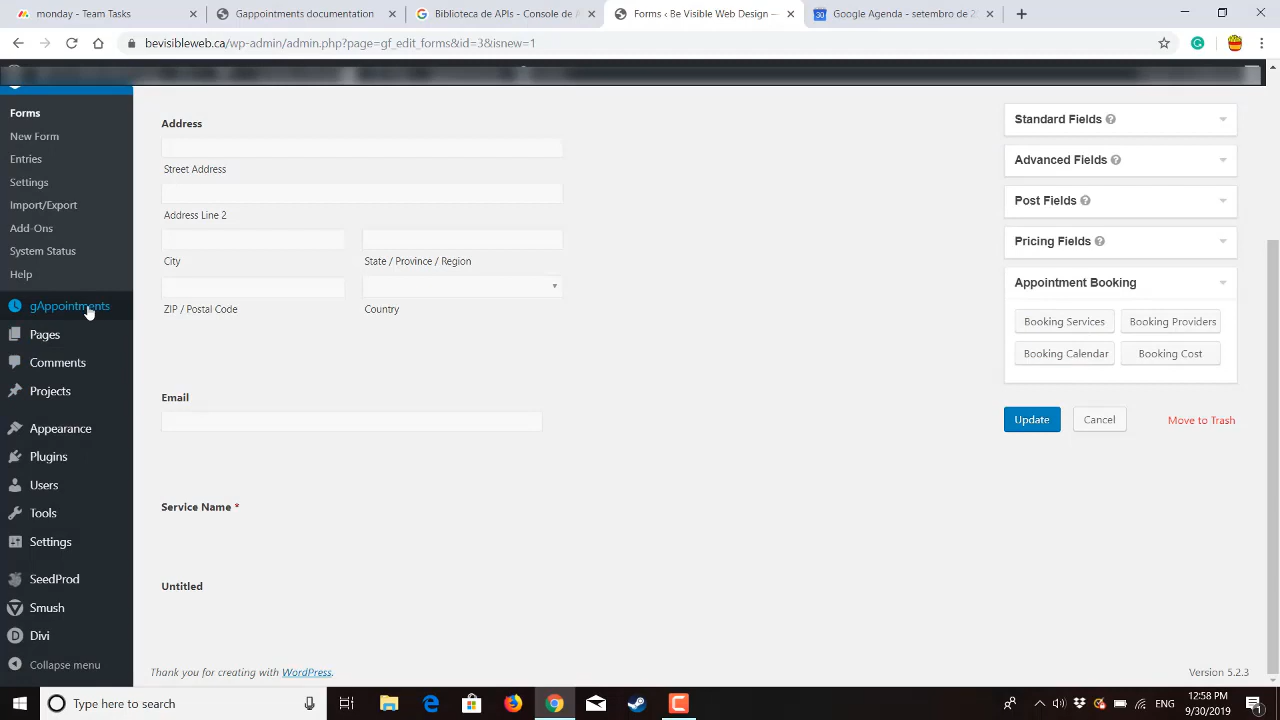 monday - Team Tasks
Gappointments documentation
Biblioteca de APIs – Console de A
Forms ‹ Be Visible Web Design —
Google Agenda - setembro de 2
bevisibleweb.ca/wp-admin/admin.php?page=gf_edit_forms&id=3&isnew=1
Forms
New Form
Entries
Settings
Import/Export
Add-Ons
System Status
Help
gAppointments
Pages
Comments
Projects
Appearance
Plugins
Users
Tools
Settings
SeedProd
Smush
Divi
Collapse menu
Address
Street Address
Address Line 2
City
State / Province / Region
ZIP / Postal Code
Country
Email
Service Name *
Untitled
Standard Fields
Advanced Fields
Post Fields
Pricing Fields
Appointment Booking
Booking Services
Booking Providers
Booking Calendar
Booking Cost
Update
Cancel
Move to Trash
Thank you for creating with WordPress.
Version 5.2.3
Type here to search
ENG
12:58 PM
9/30/2019